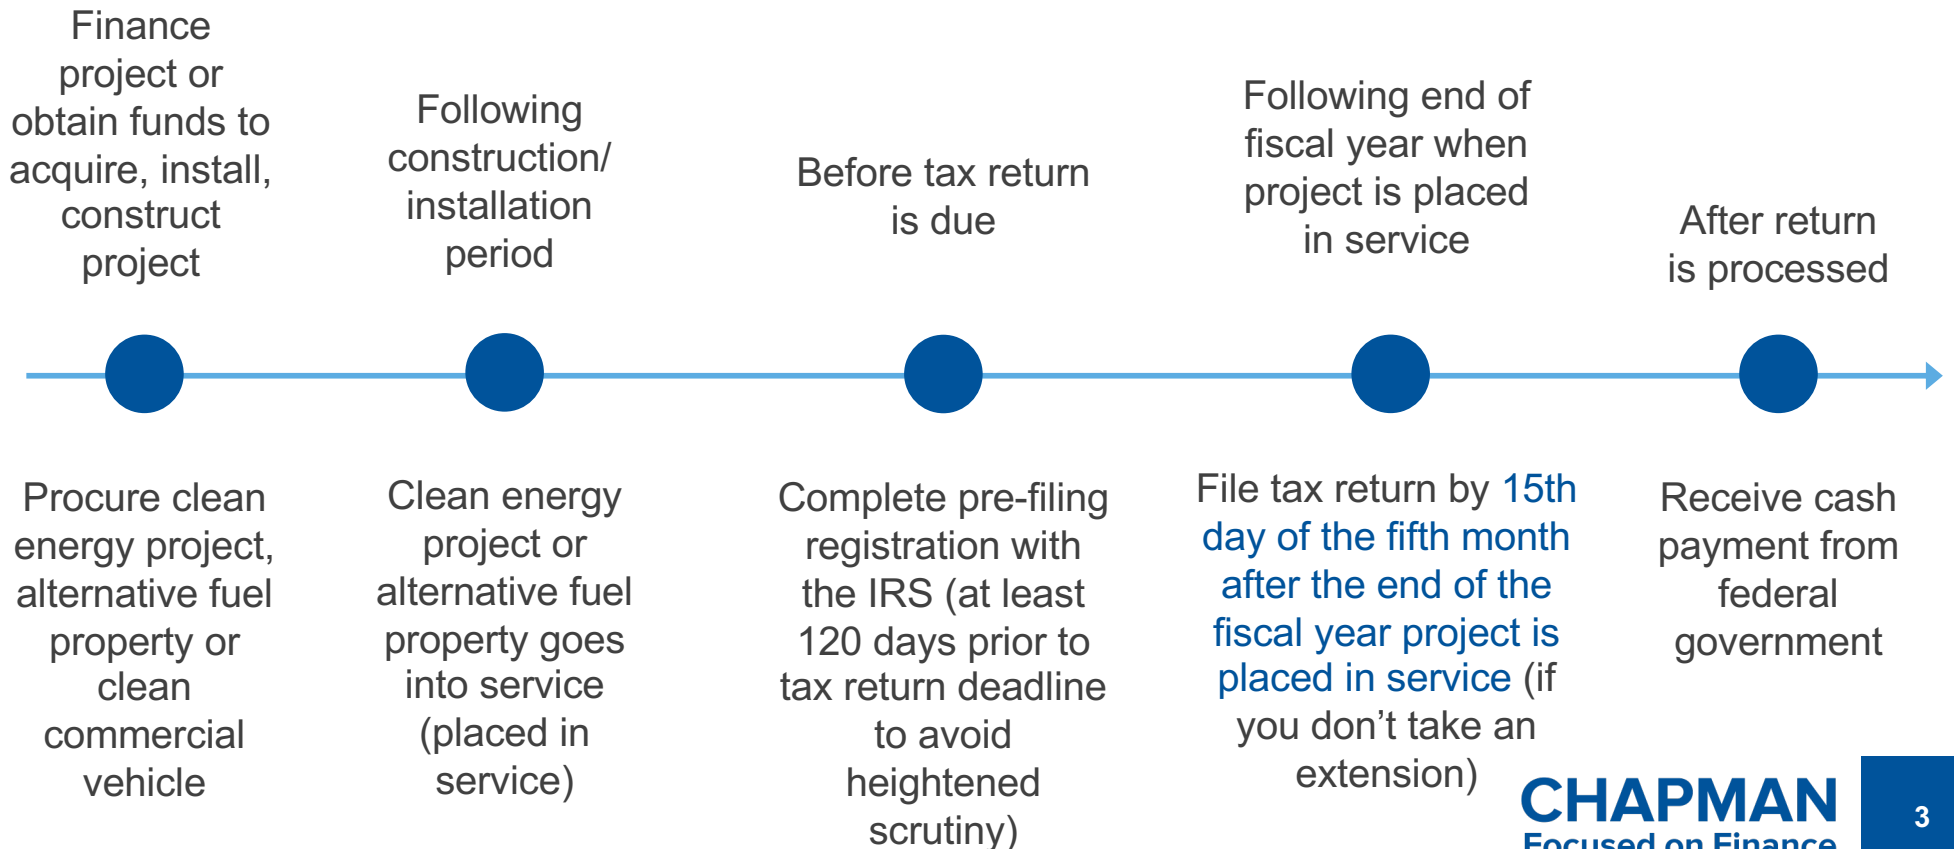 Finance
project or
obtain funds to
acquire, install,
construct
project
Following
construction/
installation
period
Before tax return
is due
Following end of
fiscal year when
project is placed
in service
After return
is processed
Procure clean
energy project,
alternative fuel
property or
clean
commercial
vehicle
Clean energy
project or
alternative fuel
property goes
into service
(placed in
service)
Complete pre-filing
registration with
the IRS (at least
120 days prior to
tax return deadline
to avoid
heightened
scrutiny)
File tax return by 15th
day of the fifth month
after the end of the
fiscal year project is
placed in service (if
you don’t take an
extension)
Receive cash
payment from
federal
government
CHAPMAN
Focused on Finance
3